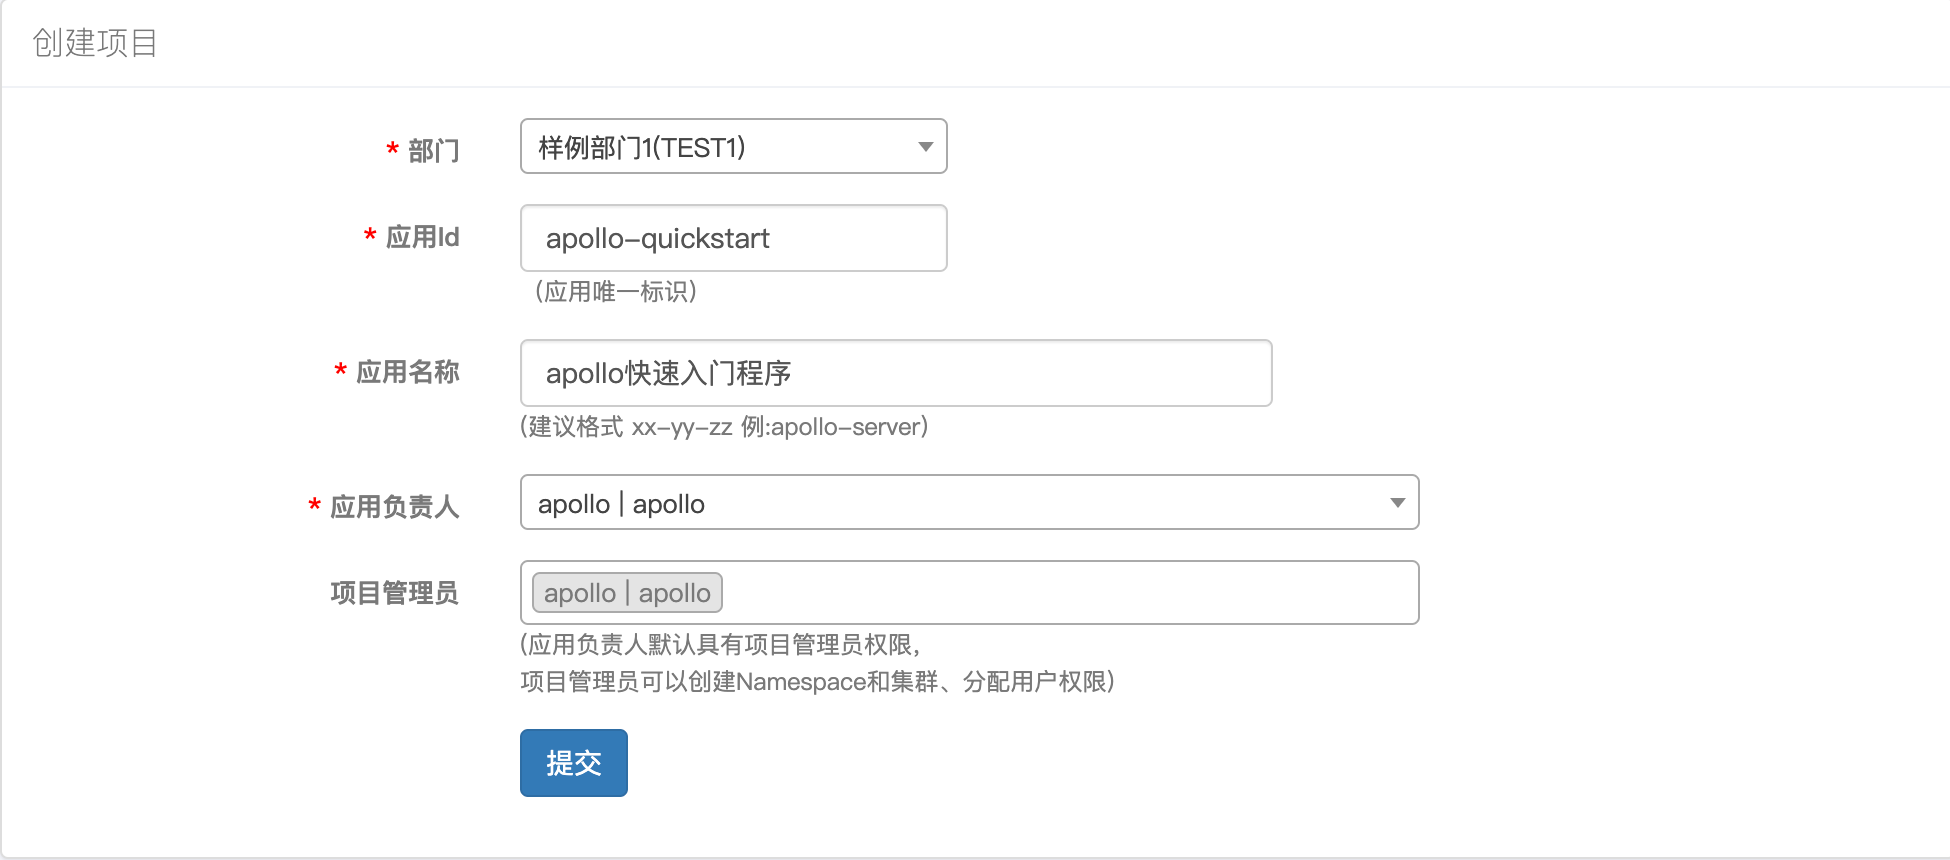 创建项目
* 部门 样例部门1(TEST1)
* 应用Id apollo-quickstart
(应用唯一标识)
* 应用名称 apollo快速入门程序
(建议格式 xx-yy-zz 例:apollo-server)
* 应用负责人 apollo | apollo
项目管理员 apollo | apollo
(应用负责人默认具有项目管理员权限,
项目管理员可以创建Namespace和集群、分配用户权限)
提交